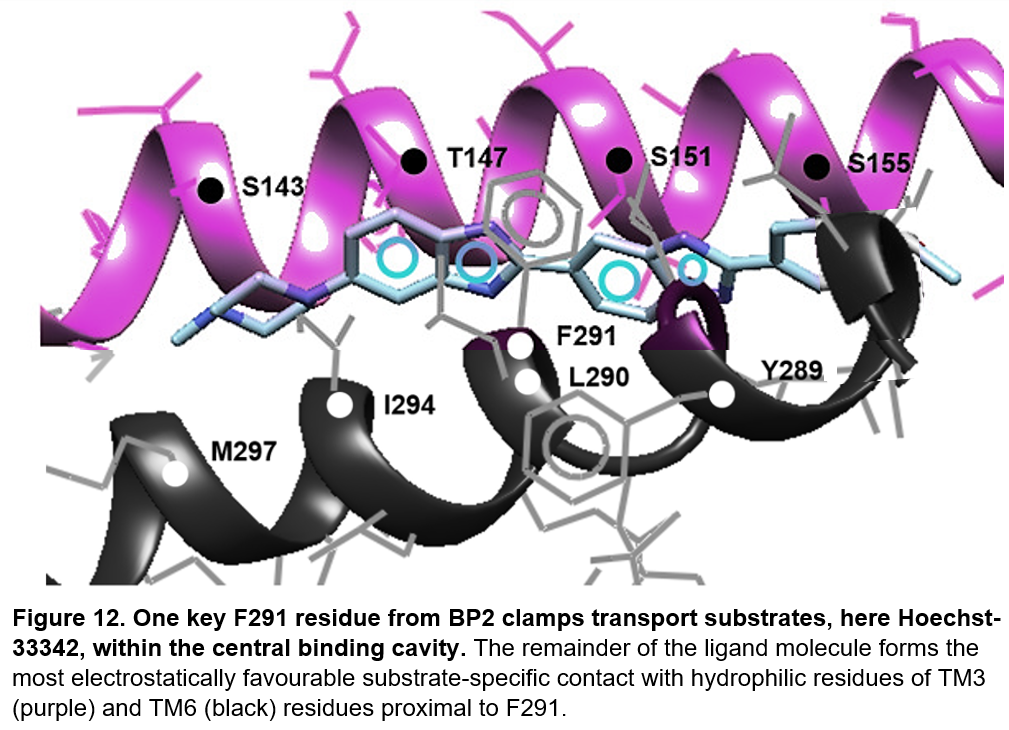 S143
T147
S151
S155
F291
L290
Y289
I294
M297
Figure 12. One key F291 residue from BP2 clamps transport substrates, here Hoechst-
33342, within the central binding cavity. The remainder of the ligand molecule forms the
most electrostatically favourable substrate-specific contact with hydrophilic residues of TM3
(purple) and TM6 (black) residues proximal to F291.